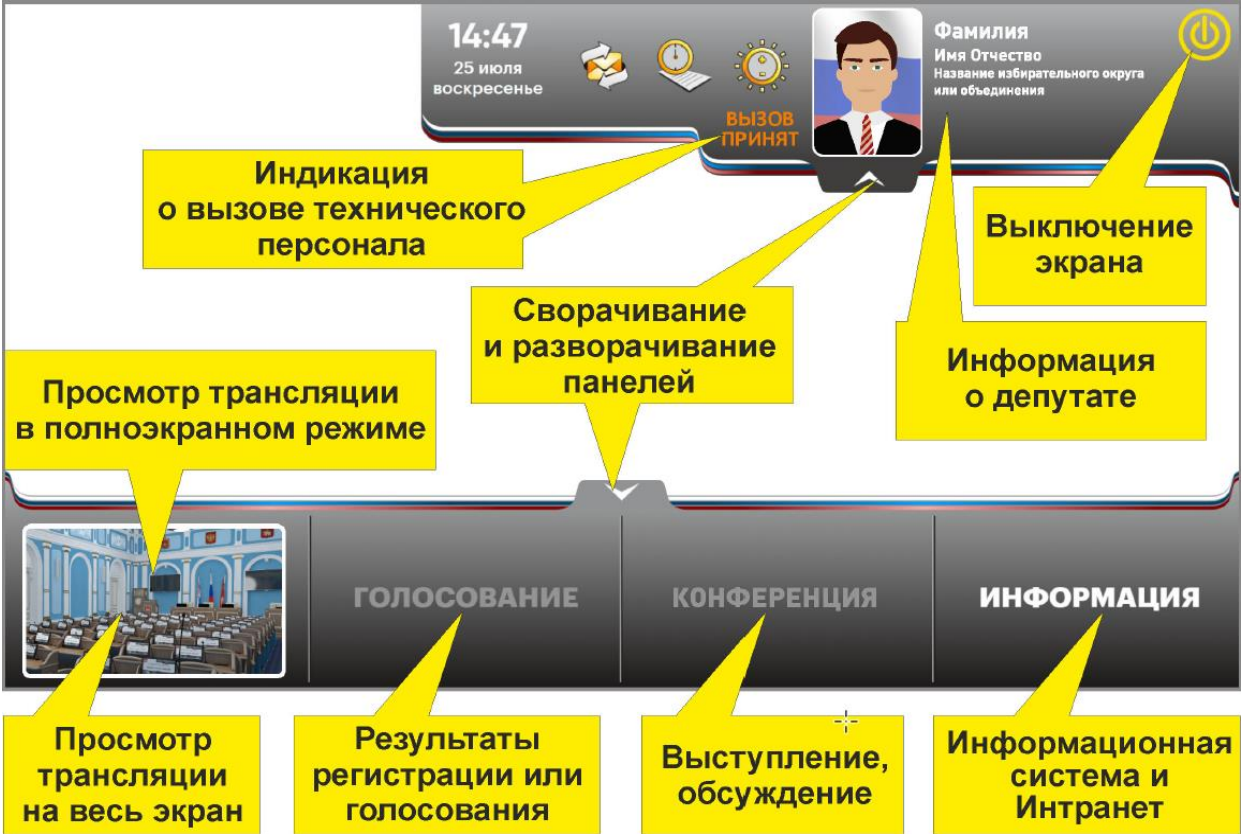 14:47
25 июля
воскресенье
ВЫЗОВ
ПРИНЯТ
Фамилия
Имя Отчество
Название избирательного округа
или объединения
Индикация
о вызове технического
персонала
Выключение
экрана
Сворачивание
и разворачивание
панелей
Информация
о депутате
Просмотр трансляции
в полноэкранном режиме
ГОЛОСОВАНИЕ
КОНФЕРЕНЦИЯ
ИНФОРМАЦИЯ
Просмотр
трансляции
на весь экран
Результаты
регистрации или
голосования
Выступление,
обсуждение
Информационная
система и
Интранет